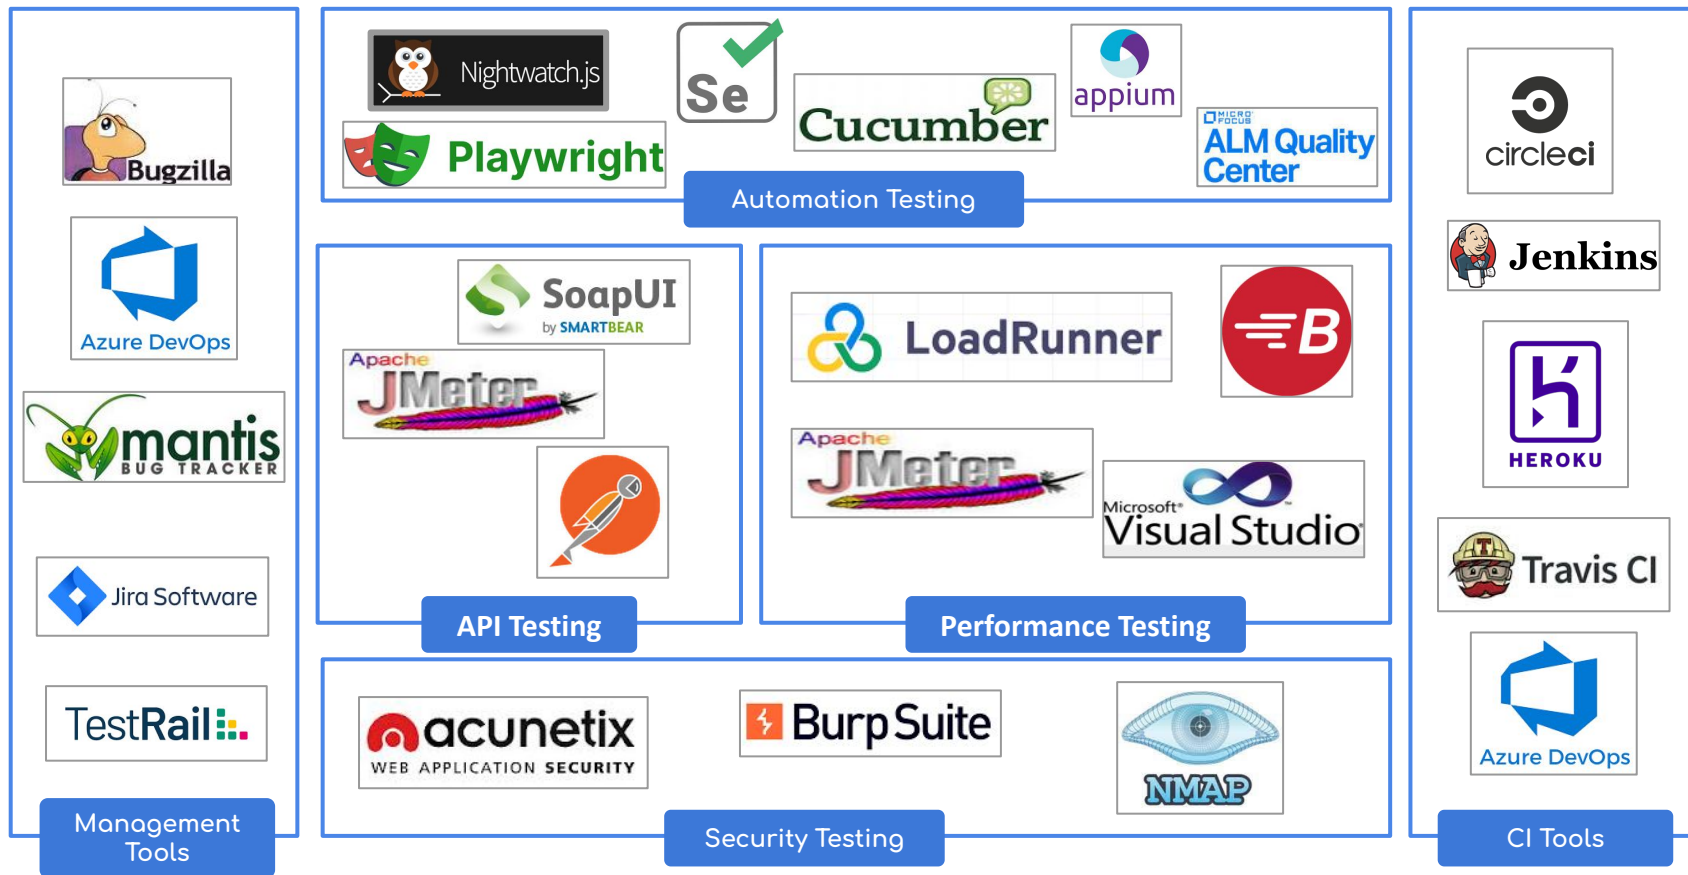 Bugzilla
Azure DevOps
mantis
BUG TRACKER
Jira Software
TestRail
Management
Tools
Nightwatch.js
Se
Cucumber
appium
Playwright
MICRO
FOCUS
ALM Quality
Center
Automation Testing
SoapUI
by SMARTBEAR
Apache
JMeter
API Testing
LoadRunner
B
Apache
JMeter
Microsoft®
Visual Studio
Performance Testing
acunetix
WEB APPLICATION SECURITY
Burp Suite
NMAP
Security Testing
circleci
Jenkins
HEROKU
T
Travis CI
Azure DevOps
CI Tools